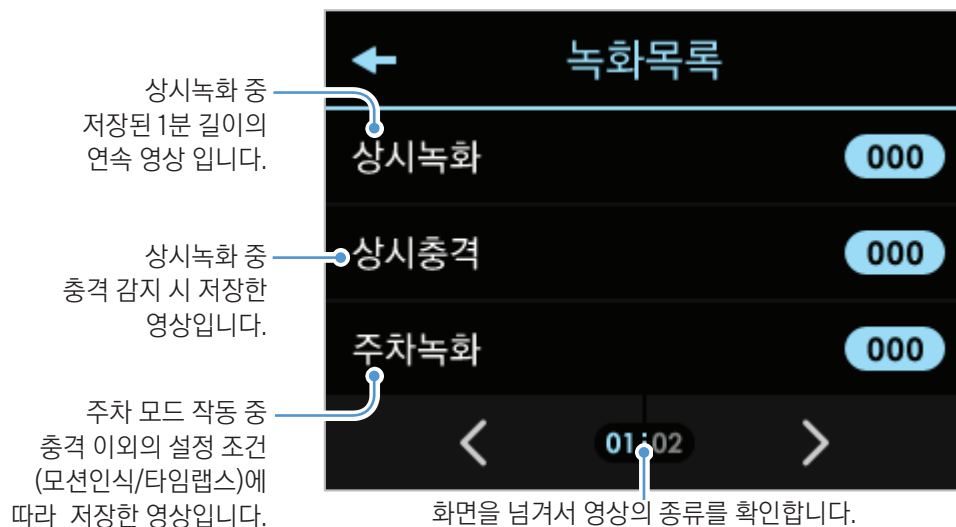 녹화목록
상시녹화 중
저장된 1분 길이의
연속 영상 입니다.
상시녹화 000
상시녹화 중
충격 감지 시 저장한
영상입니다.
상시충격 000
주차녹화 000
주차 모드 작동 중
충격 이외의 설정 조건
(모션인식/타임랩스)에
따라 저장한 영상입니다.
01:02
화면을 넘겨서 영상의 종류를 확인합니다.